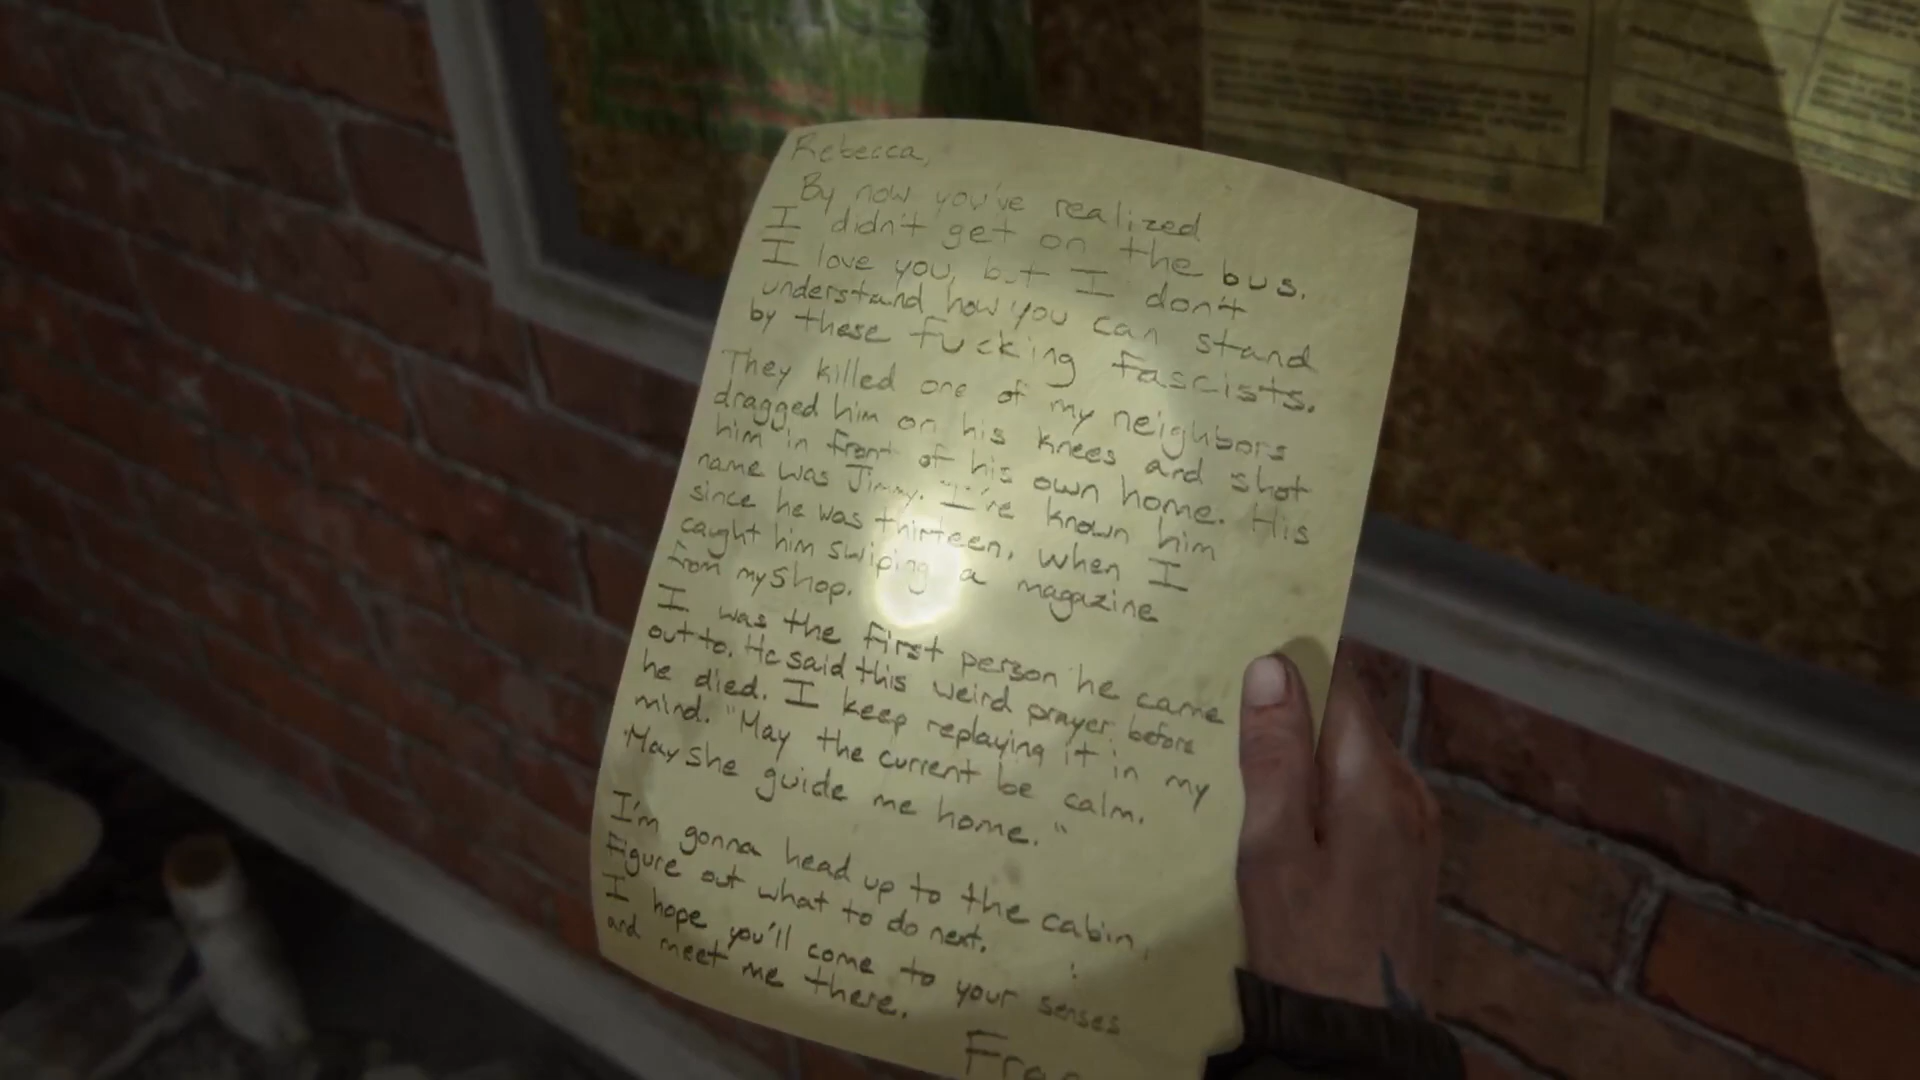 Rebecca,
By now you've realized
I didn't get on the bus.
I love you, but I don't
understand how you can stand
by these fucking fascists.
They killed one of my neighbors
dragged him on his knees and shot
him in front of his own home. His
name was Jimmy. I've known him
since he was thirteen. When I
caught him swiping a magazine
from my shop.
I was the first person he came
out to. He said this weird prayer before
he died. I keep replaying it in my
mind. "May the current be calm.
May she guide me home."
I'm gonna head up to the cabin,
figure out what to do next.
I hope you'll come to your senses
and meet me there.